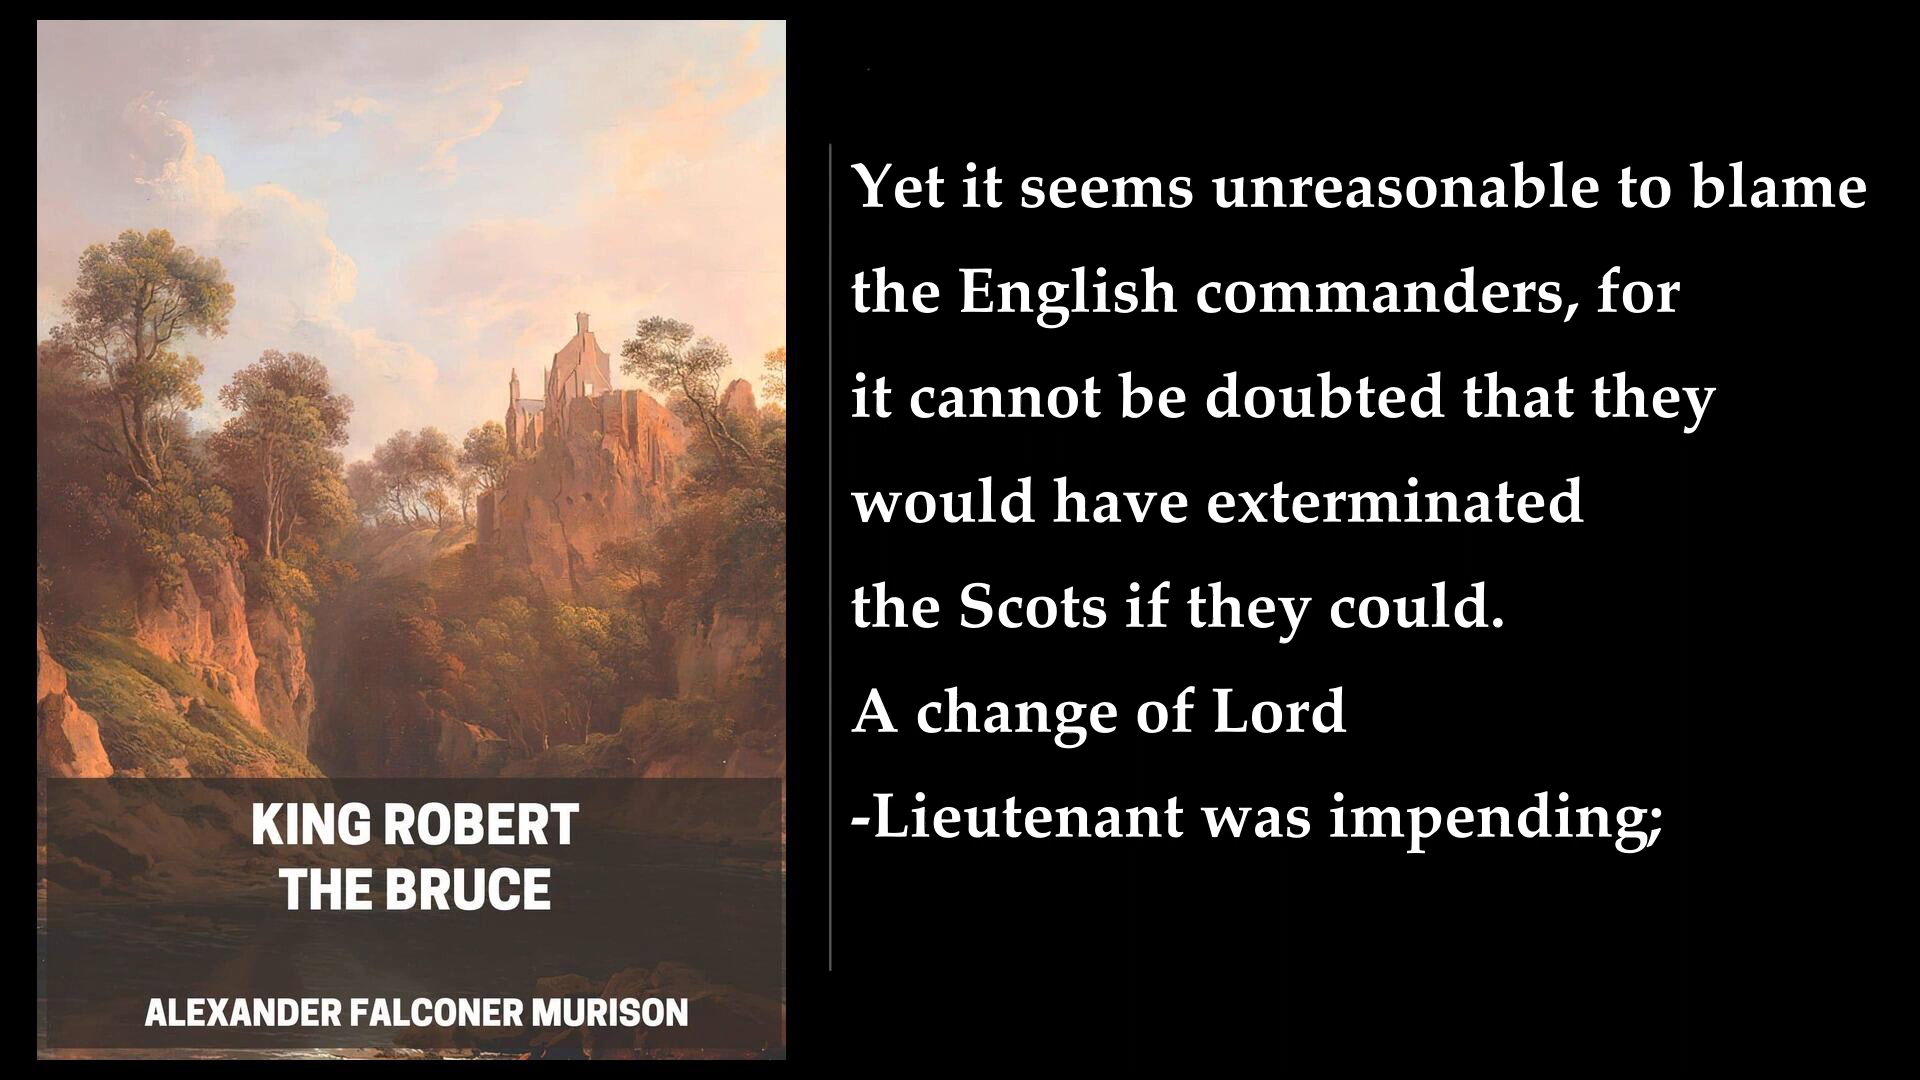 KING ROBERT
THE BRUCE
ALEXANDER FALCONER MURISON
Yet it seems unreasonable to blame
the English commanders, for
it cannot be doubted that they
would have exterminated
the Scots if they could.
A change of Lord
-Lieutenant was impending;